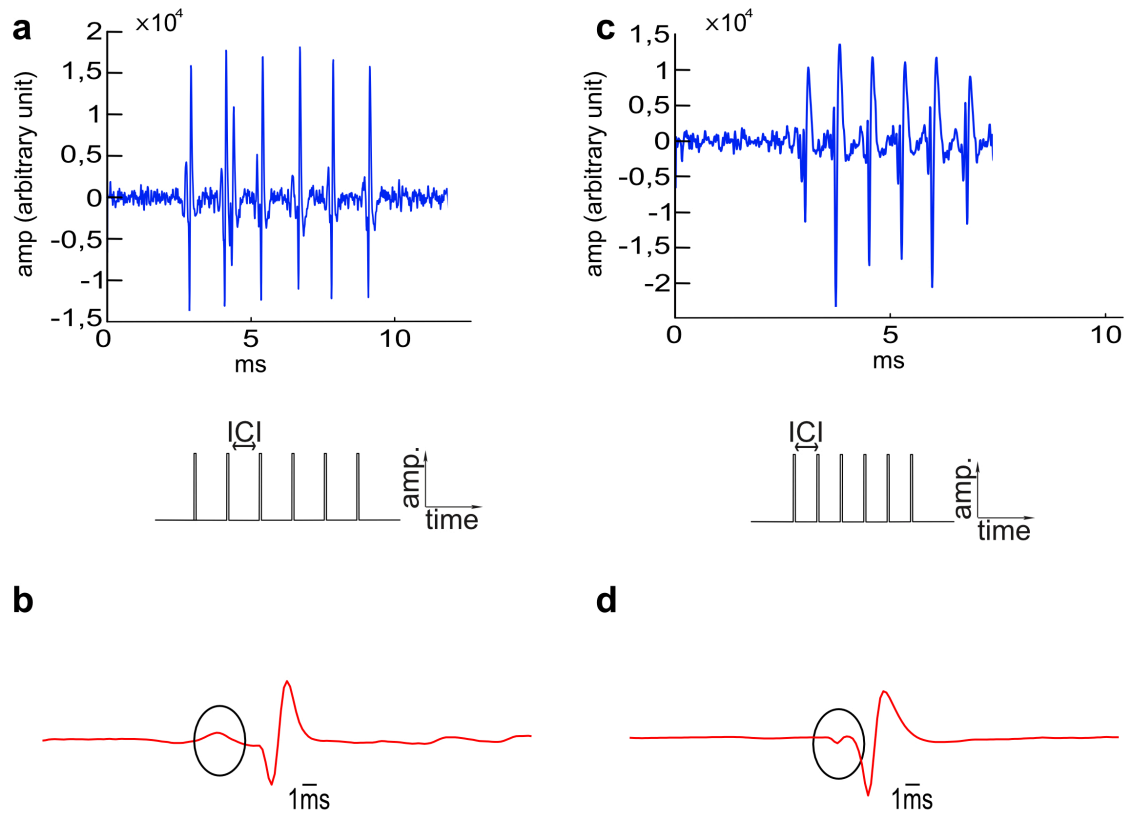 a
×10⁴
2
1,5
1
0.5
0
-0,5
-1
-1,5
amp (arbitrary unit)
0
5
10
ms
ICI
amp.
time
b
1ms
c
×10⁴
1,5
1
0,5
0
-0,5
-1
-1,5
-2
amp (arbitrary unit)
0
5
10
ms
ICI
amp.
time
d
1ms